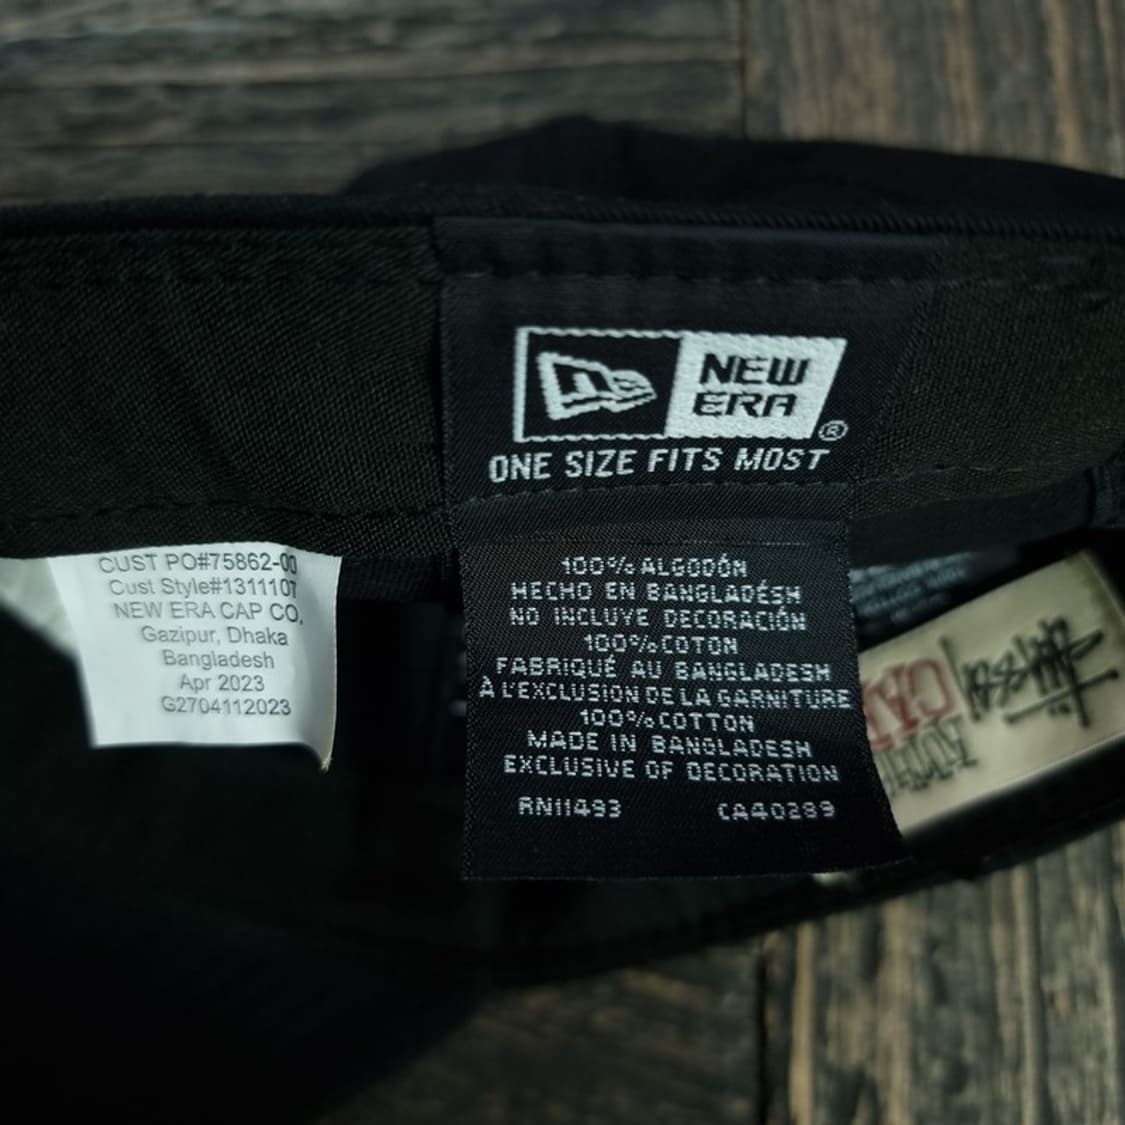 CUST PO#75862-00
Cust Style#1311107
NEW ERA CAP CO.
Gazipur, Dhaka
Bangladesh
Apr 2023
G2704112023
NEW
ERA®
ONE SIZE FITS MOST
100% ALGODÓN
HECHO EN BANGLADÉSH
NO INCLUYE DECORACIÓN
100% COTON
FABRIQUÉ AU BANGLADESH
À L'EXCLUSION DE LA GARNITURE
100% COTTON
MADE IN BANGLADESH
EXCLUSIVE OF DECORATION
RN11493 CA40289